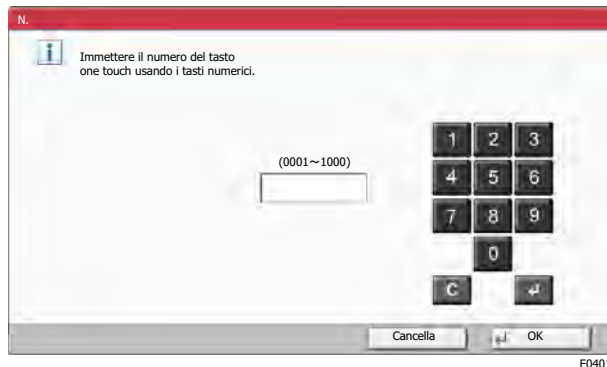 N.
i
Immettere il numero del tasto
one touch usando i tasti numerici.
1 2 3
(0001～1000)
4 5 6
7 8 9
0
C ↵
Cancella ↵ OK
E0401